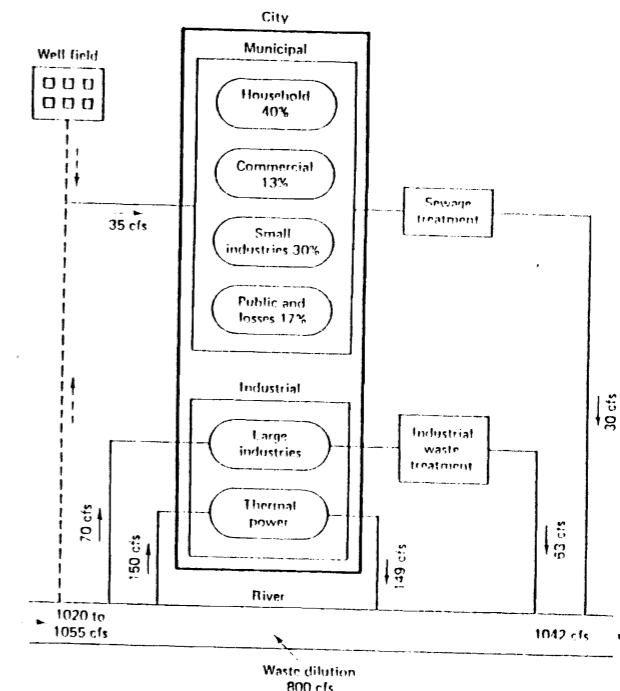 City
Municipal
Well field
Household
40%
Commercial
13%
Small
industries 30%
Public and
losses 17%
35 cfs
Sewage
treatment
30 cfs
Industrial
Large
industries
Thermal
power
Industrial
waste
treatment
70 cfs
150 cfs
149 cfs
63 cfs
River
1020 to
1055 cfs
1042 cfs
Waste dilution
800 cfs